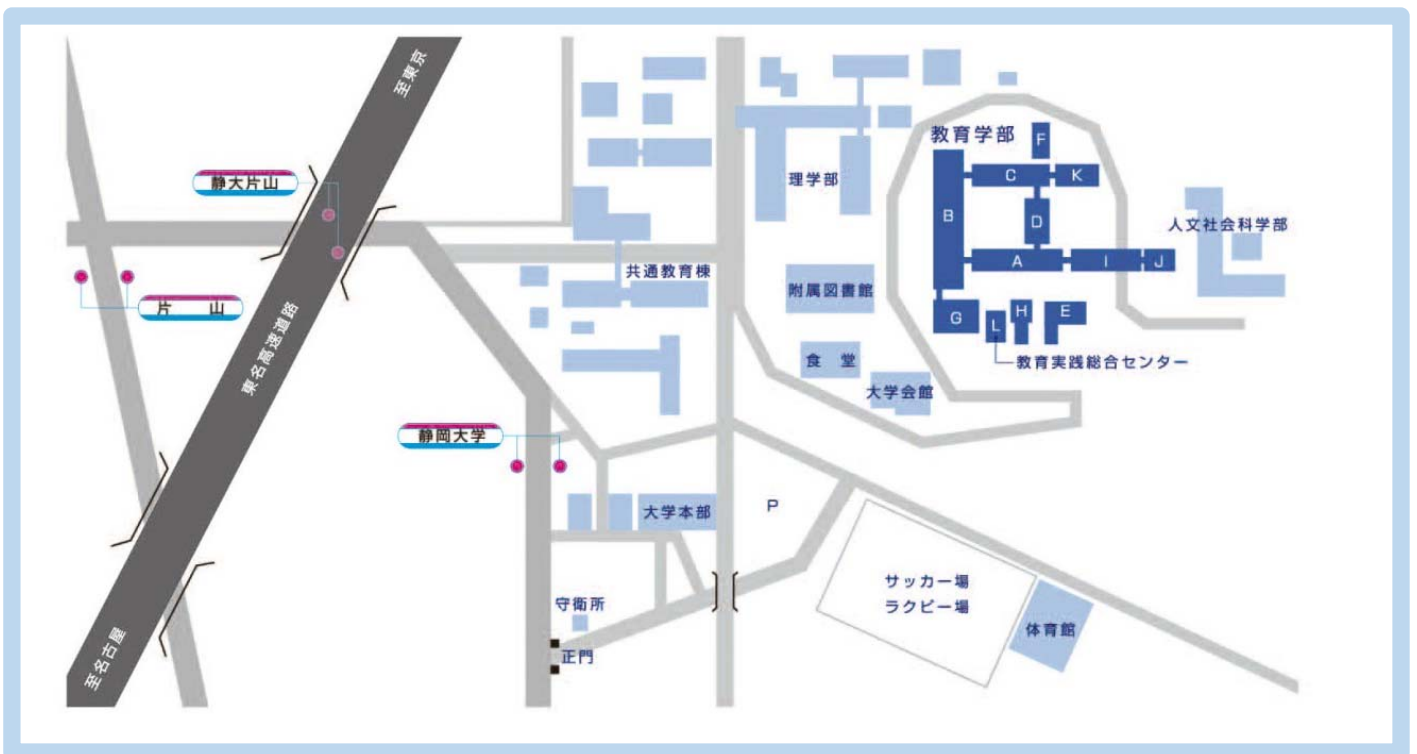 至東京
静大片山
片 山
東名高速道路
至名古屋
静岡大学
共通教育棟
理学部
教育学部
F
C
K
B
D
A
I
J
G
L
H
E
教育実践総合センター
人文社会科学部
附属図書館
食 堂
大学会館
大学本部
P
守衛所
正門
サッカー場
ラクビー場
体育館